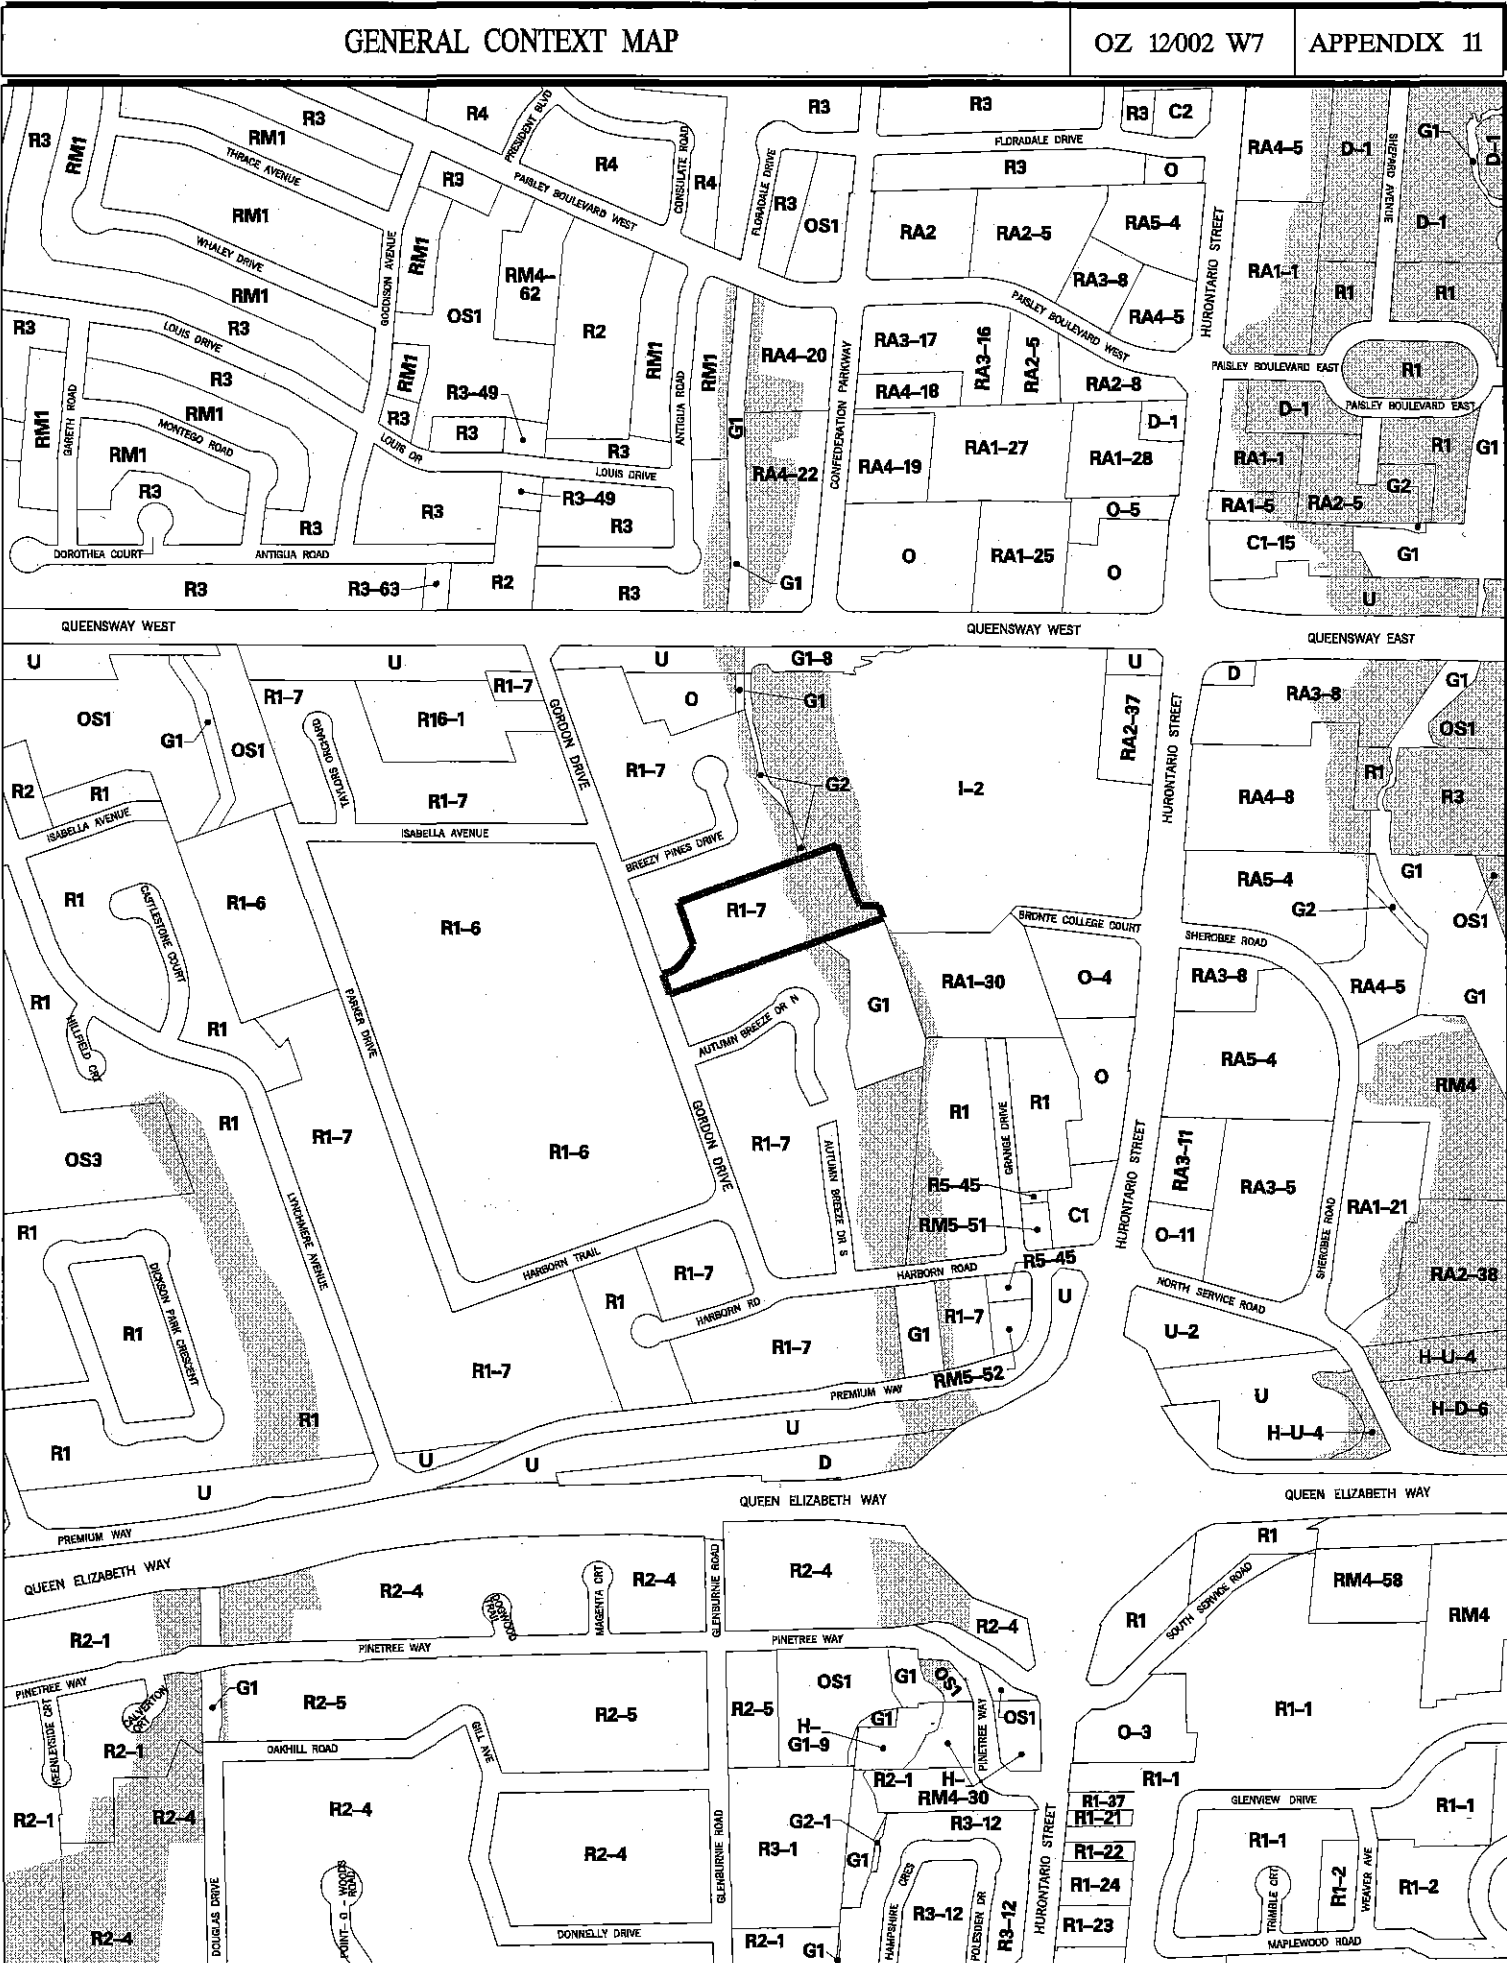 GENERAL CONTEXT MAP
OZ 12/002 W7
APPENDIX 11
R3
RM1
RM1
R3
R4
PRESIDENT BLVD
R4
CONSULATE ROAD
R4
R3
R3
FLORADALE DRIVE
R3
C2
RA4-5
D-1
SHEPARD AVENUE
G1
D-1
THRACE AVENUE
R3
PAISLEY BOULEVARD WEST
FLORADALE DRIVE
R3
OS1
R3
O
RM1
WHALEY DRIVE
GOODISON AVENUE
RM1
RM4-
62
RA2
RA2-5
RA5-4
HURONTARIO STREET
D-1
RM1
OS1
R2
RA3-8
RA1-1
R1
R1
R3
LOUIS DRIVE
R3
RM1
RM1
RA4-20
CONFEDERATION PARKWAY
RA3-17
RA3-16
RA2-5
PAISLEY BOULEVARD WEST
RA4-5
PAISLEY BOULEVARD EAST
R1
R3
RM1
R3-49
ANTIGUA ROAD
RA4-18
RA2-8
D-1
PAISLEY BOULEVARD EAST
RM1
GARETH ROAD
RM1
MONTEGO ROAD
R3
LOUIS DR
R3
R3
LOUIS DRIVE
G1
RA4-22
RA4-19
RA1-27
D-1
RA1-28
RA1-1
R1
G1
RM1
R3
R3-49
R3
R3
R3
O-5
RA1-5
RA2-5
G2
C1-15
G1
DOROTHEA COURT
ANTIGUA ROAD
O
RA1-25
O
R3
R3-63
R2
R3
G1
U
QUEENSWAY WEST
QUEENSWAY WEST
QUEENSWAY EAST
U
U
U
G1-8
U
D
OS1
G1
OS1
R1-7
R16-1
R1-7
GORDON DRIVE
O
G1
RA2-37
HURONTARIO STREET
RA3-8
G1
OS1
TAYLORS ORCHARD
R1-7
R1-7
G2
I-2
RA4-8
R1
R3
R2
R1
ISABELLA AVENUE
ISABELLA AVENUE
BREEZY PINES DRIVE
R1
CASTLESTONE COURT
R1-6
R1-6
R1-7
BRONTE COLLEGE COURT
RA5-4
G2
G1
OS1
SHEROBEE ROAD
R1
HILLFIELD CRT
R1
PARKER DRIVE
AUTUMN BREEZE DR N
G1
RA1-30
O-4
RA3-8
RA4-5
G1
O
RA5-4
RM4
OS3
R1
R1-7
R1-6
GORDON DRIVE
R1-7
AUTUMN BREEZE DR S
R1
GRANGE DRIVE
R1
R5-45
RM5-51
C1
HURONTARIO STREET
RA3-11
RA3-5
O-11
SHEROBEE ROAD
RA1-21
R1
LYNCHMERE AVENUE
HARBORN TRAIL
R1-7
HARBORN ROAD
R5-45
NORTH SERVICE ROAD
RA2-38
R1
DICKSON PARK CRESCENT
R1
HARBORN RD
G1
R1-7
U
U-2
R1-7
R1-7
RM5-52
PREMIUM WAY
H-U-4
R1
R1
U
U
U
U
D
U
H-U-4
H-D-6
PREMIUM WAY
QUEEN ELIZABETH WAY
QUEEN ELIZABETH WAY
QUEEN ELIZABETH WAY
R2-4
DOGWOOD TRAIL
MAGENTA CRT
R2-4
GLENBURNIE ROAD
R2-4
R1
R1
SOUTH SERVICE ROAD
RM4-58
RM4
R2-1
PINETREE WAY
PINETREE WAY
R2-4
PINETREE WAY
G1
R2-5
R2-5
R2-5
OS1
G1
OS1
PINETREE WAY
OS1
O-3
R1-1
KEENLEYSIDE CRT
CALVERTON CRT
R2-1
OAKHILL ROAD
GILL AVE
H-
G1-9
G1
R2-1
H-
RM4-30
R1-1
R2-1
R2-4
R2-4
R2-4
GLENBURNIE ROAD
G2-1
R3-1
G1
R3-12
HURONTARIO STREET
R1-37
R1-21
R1-22
R1-24
R1-23
GLENVIEW DRIVE
R1-1
R1-1
R2-4
DOUGLAS DRIVE
POINT-O-WOODS ROAD
DONNELLY DRIVE
R2-1
G1
HAMPSHIRE CRES
R3-12
POLESDEN DR
R3-12
TRIMBLE CRT
R1-2
WEAVER AVE
R1-2
MAPLEWOOD ROAD